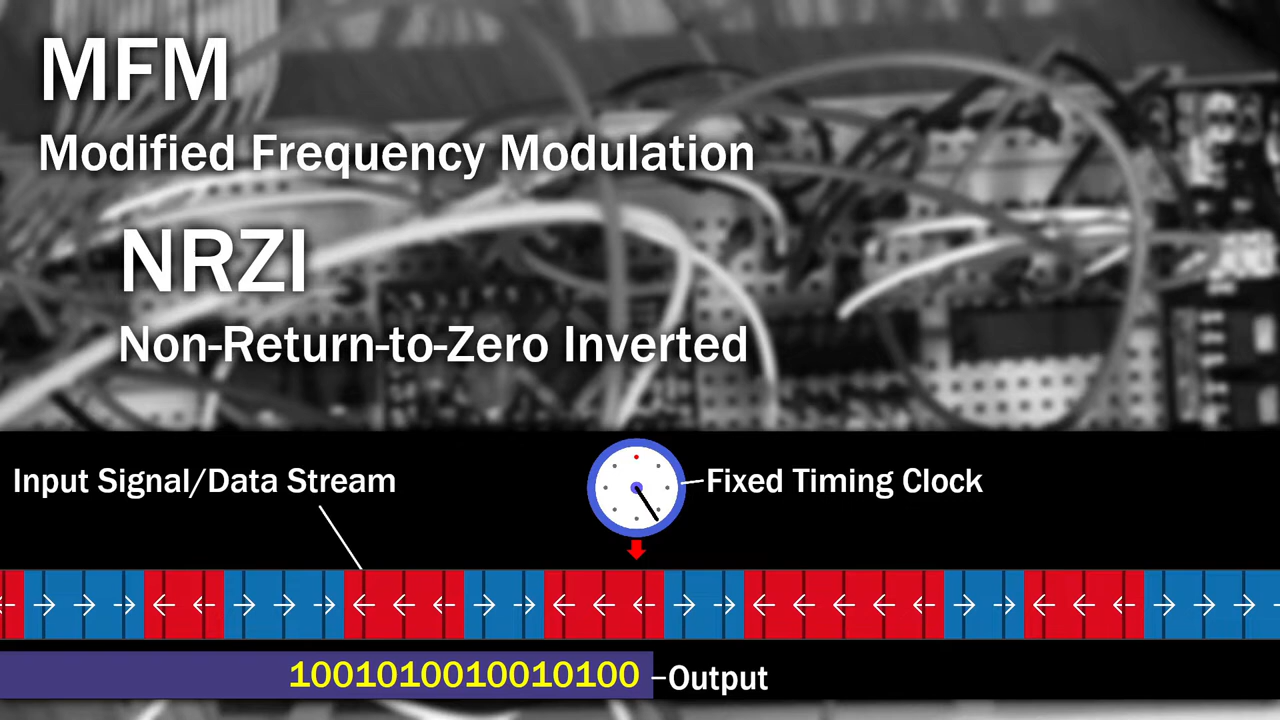 MFM
Modified Frequency Modulation
NRZI
Non-Return-to-Zero Inverted
Input Signal/Data Stream
Fixed Timing Clock
1001010010010100
Output